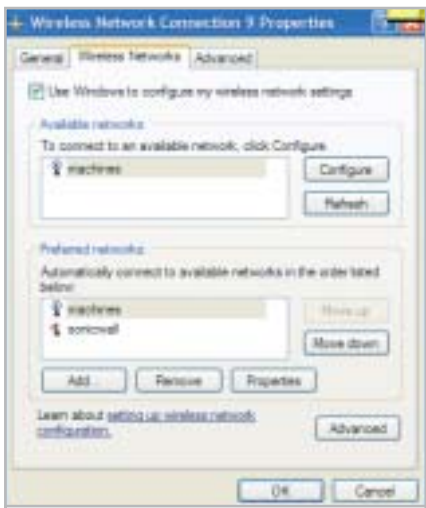 Wireless Network Connection 9 Properties
General Wireless Networks Advanced
Use Windows to configure my wireless network settings
Available networks:
To connect to an available network, click Configure.
machines
Configure
Refresh
Preferred networks:
Automatically connect to available networks in the order listed
below:
machines
sonicwall
Move up
Move down
Add... Remove Properties
Learn about setting up wireless network
configuration.
Advanced
OK Cancel